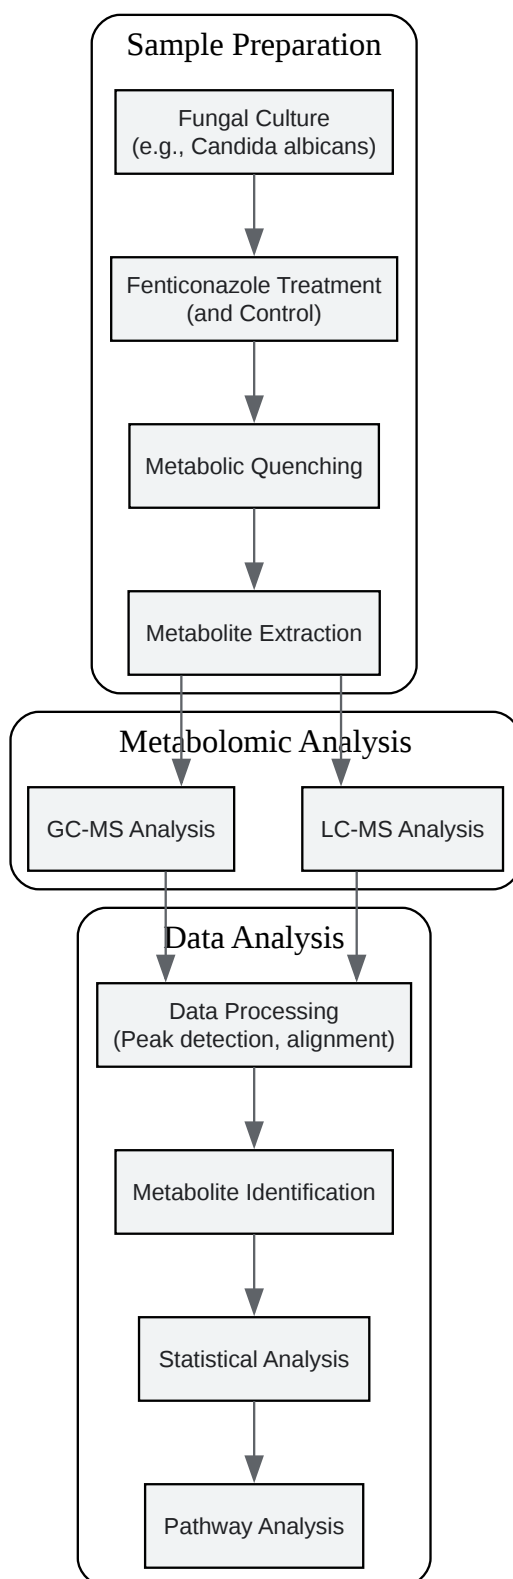 Sample Preparation
Fungal Culture
(e.g., Candida albicans)
Fenticonazole Treatment
(and Control)
Metabolic Quenching
Metabolite Extraction
Metabolomic Analysis
GC-MS Analysis
LC-MS Analysis
Data Analysis
Data Processing
(Peak detection, alignment)
Metabolite Identification
Statistical Analysis
Pathway Analysis